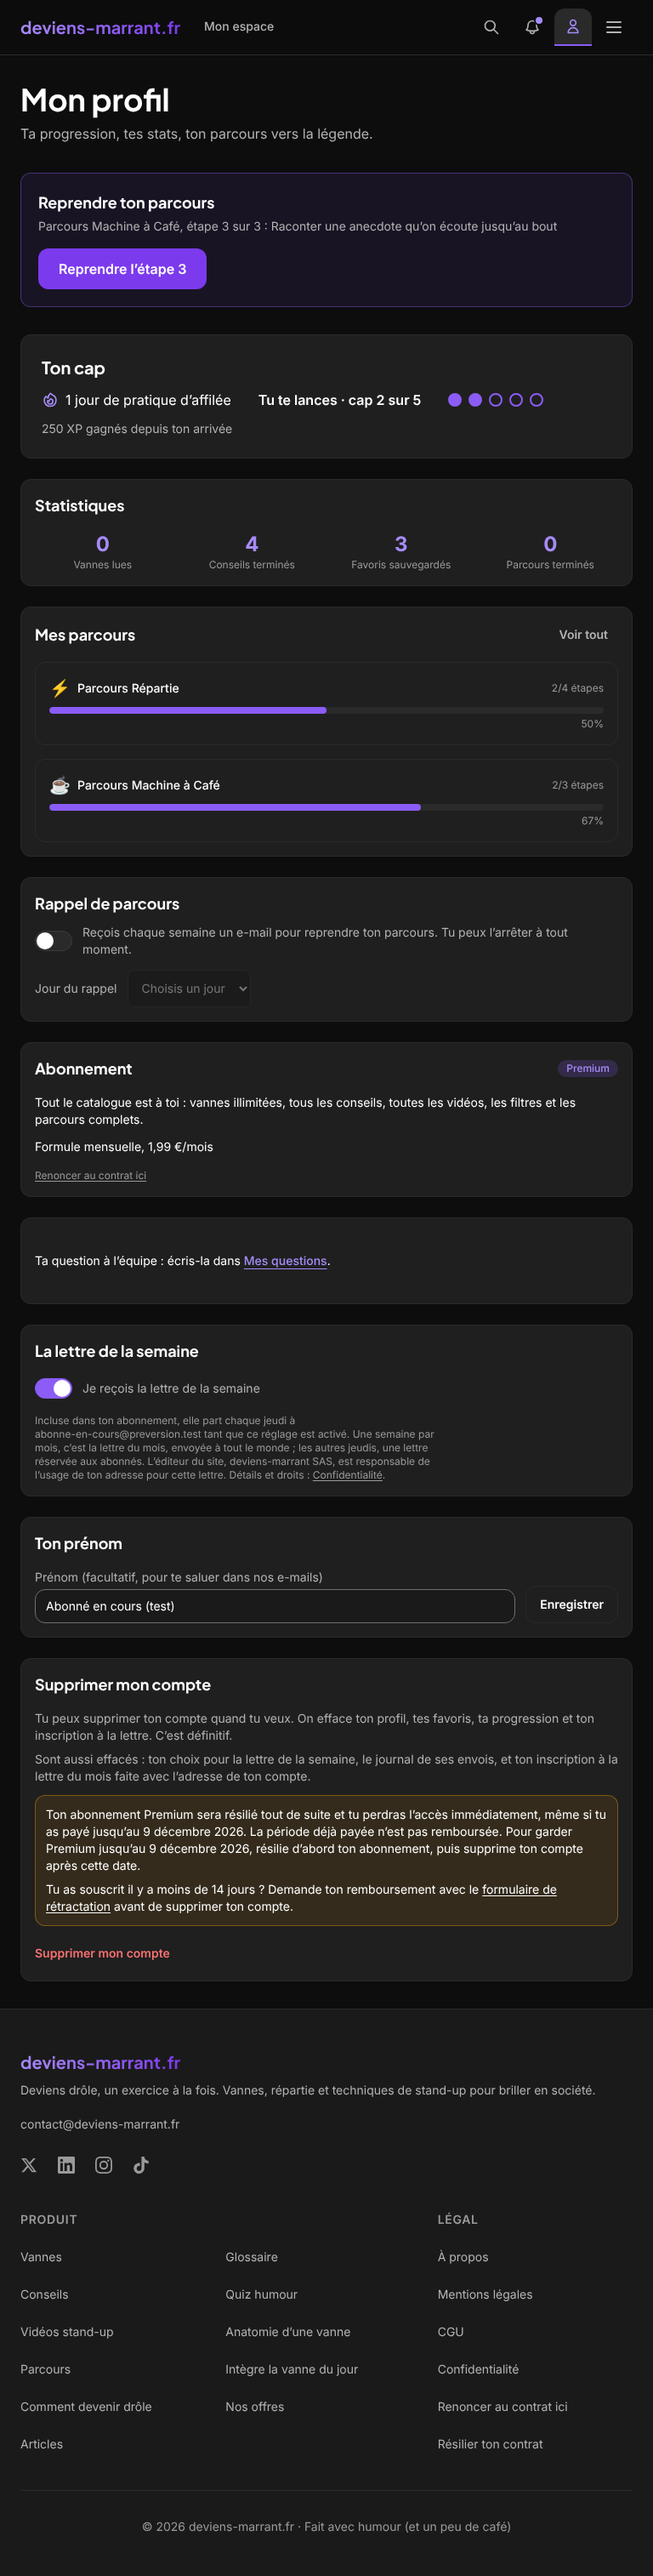 deviens-marrant.fr
Mon espace
Mon profil
Ta progression, tes stats, ton parcours vers la légende.
Reprendre ton parcours
Parcours Machine à Café, étape 3 sur 3 : Raconter une anecdote qu’on écoute jusqu’au bout
Reprendre l’étape 3
Ton cap
1 jour de pratique d’affilée
Tu te lances · cap 2 sur 5
250 XP gagnés depuis ton arrivée
Statistiques
0
4
3
0
Vannes lues
Conseils terminés
Favoris sauvegardés
Parcours terminés
Mes parcours
Voir tout
⚡ Parcours Répartie
2/4 étapes
50%
☕ Parcours Machine à Café
2/3 étapes
67%
Rappel de parcours
Reçois chaque semaine un e-mail pour reprendre ton parcours. Tu peux l’arrêter à tout
moment.
Jour du rappel
Choisis un jour
Abonnement
Premium
Tout le catalogue est à toi : vannes illimitées, tous les conseils, toutes les vidéos, les filtres et les
parcours complets.
Formule mensuelle, 1,99 €/mois
Renoncer au contrat ici
Ta question à l’équipe : écris-la dans Mes questions.
La lettre de la semaine
Je reçois la lettre de la semaine
Incluse dans ton abonnement, elle part chaque jeudi à
abonne-en-cours@preversion.test tant que ce réglage est activé. Une semaine par
mois, c’est la lettre du mois, envoyée à tout le monde ; les autres jeudis, une lettre
réservée aux abonnés. L’éditeur du site, deviens-marrant SAS, est responsable de
l’usage de ton adresse pour cette lettre. Détails et droits : Confidentialité.
Ton prénom
Prénom (facultatif, pour te saluer dans nos e-mails)
Abonné en cours (test)
Enregistrer
Supprimer mon compte
Tu peux supprimer ton compte quand tu veux. On efface ton profil, tes favoris, ta progression et ton
inscription à la lettre. C’est définitif.
Sont aussi effacés : ton choix pour la lettre de la semaine, le journal de ses envois, et ton inscription à la
lettre du mois faite avec l’adresse de ton compte.
Ton abonnement Premium sera résilié tout de suite et tu perdras l’accès immédiatement, même si tu
as payé jusqu’au 9 décembre 2026. La période déjà payée n’est pas remboursée. Pour garder
Premium jusqu’au 9 décembre 2026, résilie d’abord ton abonnement, puis supprime ton compte
après cette date.
Tu as souscrit il y a moins de 14 jours ? Demande ton remboursement avec le formulaire de
rétractation avant de supprimer ton compte.
Supprimer mon compte
deviens-marrant.fr
Deviens drôle, un exercice à la fois. Vannes, répartie et techniques de stand-up pour briller en société.
contact@deviens-marrant.fr
PRODUIT
Vannes
Conseils
Vidéos stand-up
Parcours
Comment devenir drôle
Articles
Glossaire
Quiz humour
Anatomie d’une vanne
Intègre la vanne du jour
Nos offres
LÉGAL
À propos
Mentions légales
CGU
Confidentialité
Renoncer au contrat ici
Résilier ton contrat
© 2026 deviens-marrant.fr · Fait avec humour (et un peu de café)